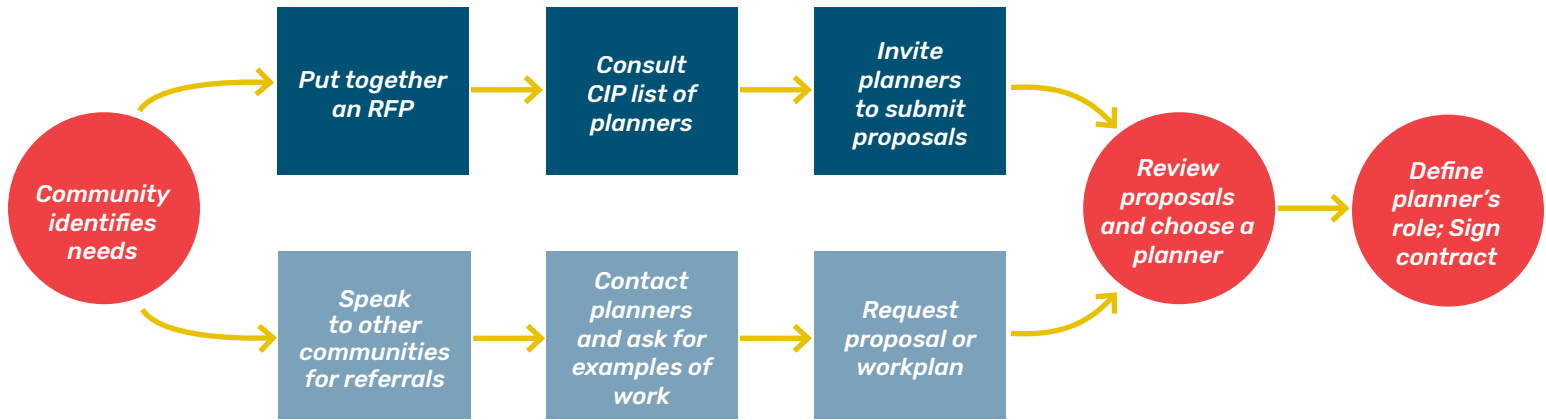 Community
identifies
needs
Put together
an RFP
Consult
CIP list of
planners
Invite
planners
to submit
proposals
Speak
to other
communities
for referrals
Contact
planners
and ask for
examples of
work
Request
proposal or
workplan
Review
proposals
and choose a
planner
Define
planner’s
role; Sign
contract